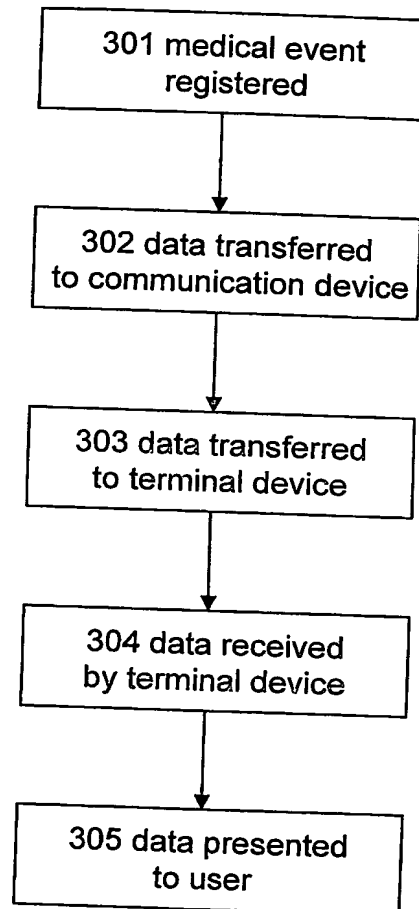 301 medical event
registered
302 data transferred
to communication device
303 data transferred
to terminal device
304 data received
by terminal device
305 data presented
to user